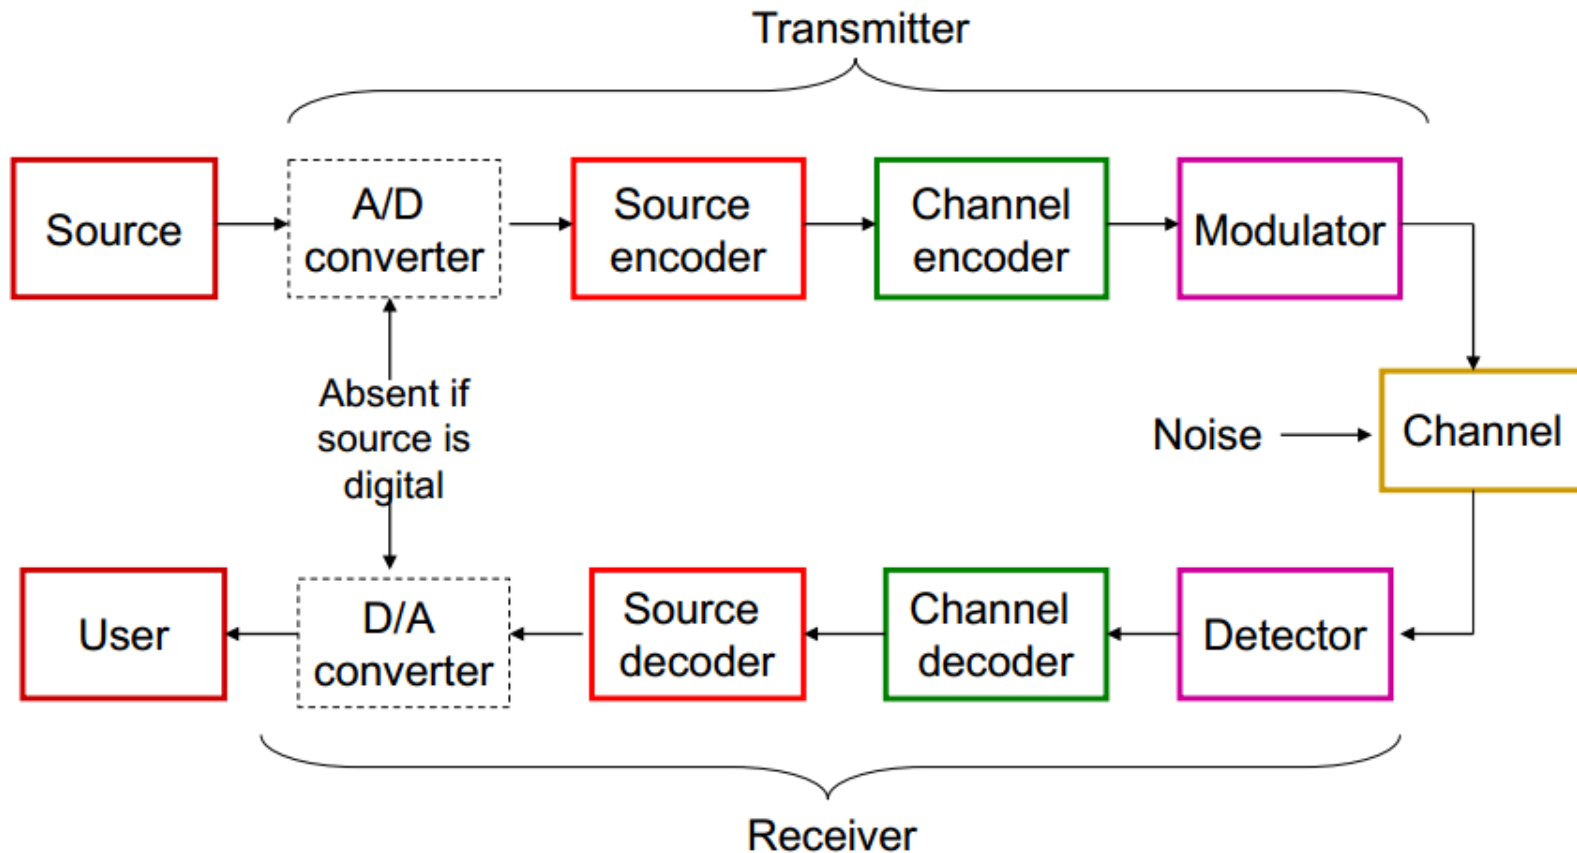 Transmitter
Source
A/D
converter
Source
encoder
Channel
encoder
Modulator
Absent if
source is
digital
Noise
Channel
User
D/A
converter
Source
decoder
Channel
decoder
Detector
Receiver